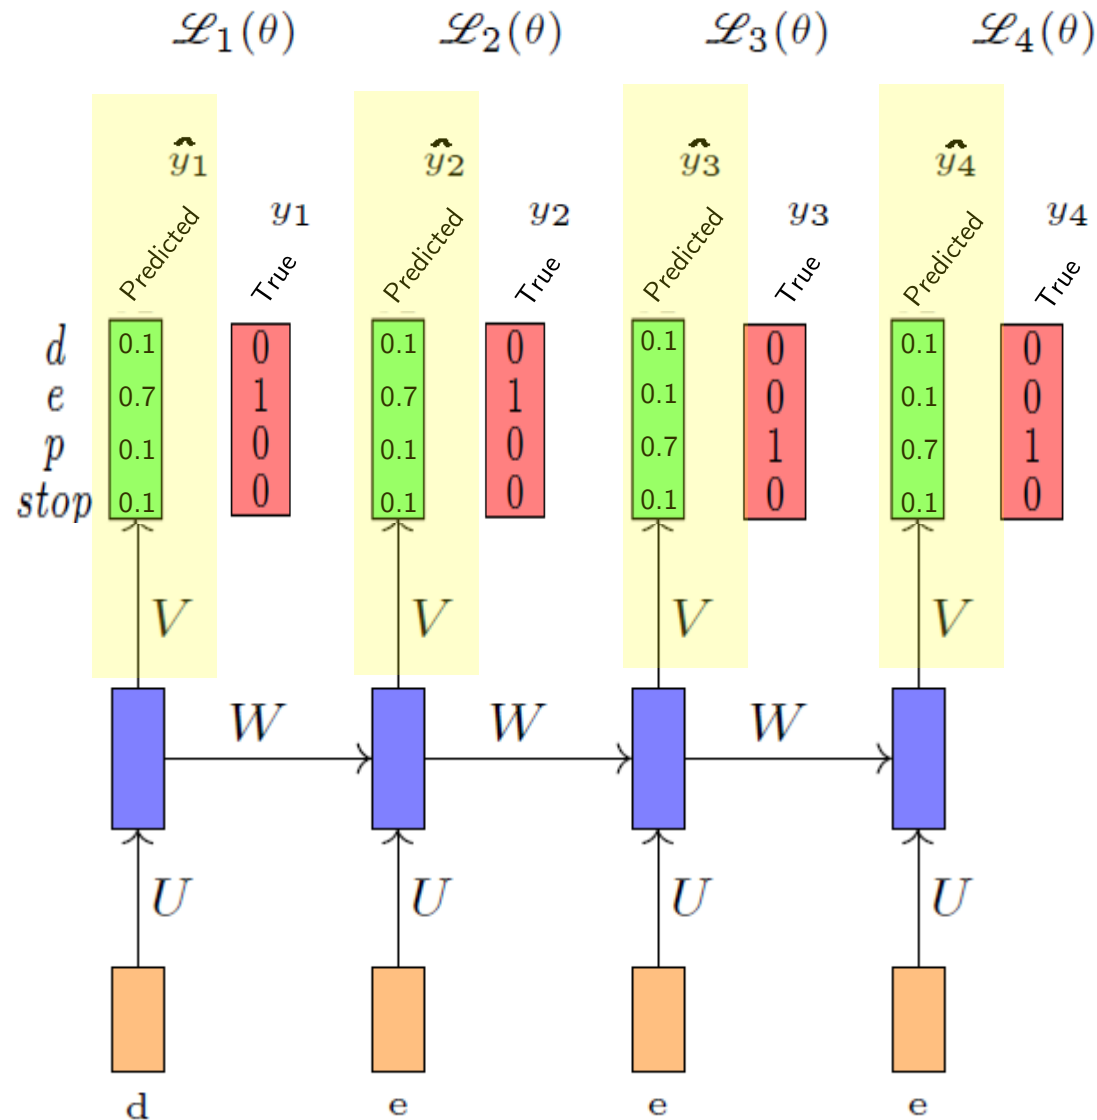 ℒ₁(θ) ℒ₂(θ) ℒ₃(θ) ℒ₄(θ)
ŷ₁ ŷ₂ ŷ₃ ŷ₄
y₁ y₂ y₃ y₄
Predicted True Predicted True Predicted True Predicted True
d 0.1 0 0.1 0 0.1 0 0.1 0
e 0.7 1 0.7 1 0.1 0 0.1 0
p 0.1 0 0.1 0 0.7 1 0.7 1
stop 0.1 0 0.1 0 0.1 0 0.1 0
V V V V
W W W
U U U U
d e e e